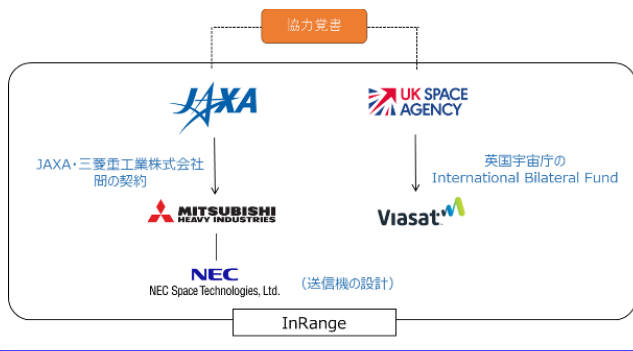 協力覚書
JAXA
UK SPACE
AGENCY
JAXA・三菱重工業株式会社
間の契約
英国宇宙庁の
International Bilateral Fund
MITSUBISHI
HEAVY INDUSTRIES
Viasat
NEC
NEC Space Technologies, Ltd.
（送信機の設計）
InRange